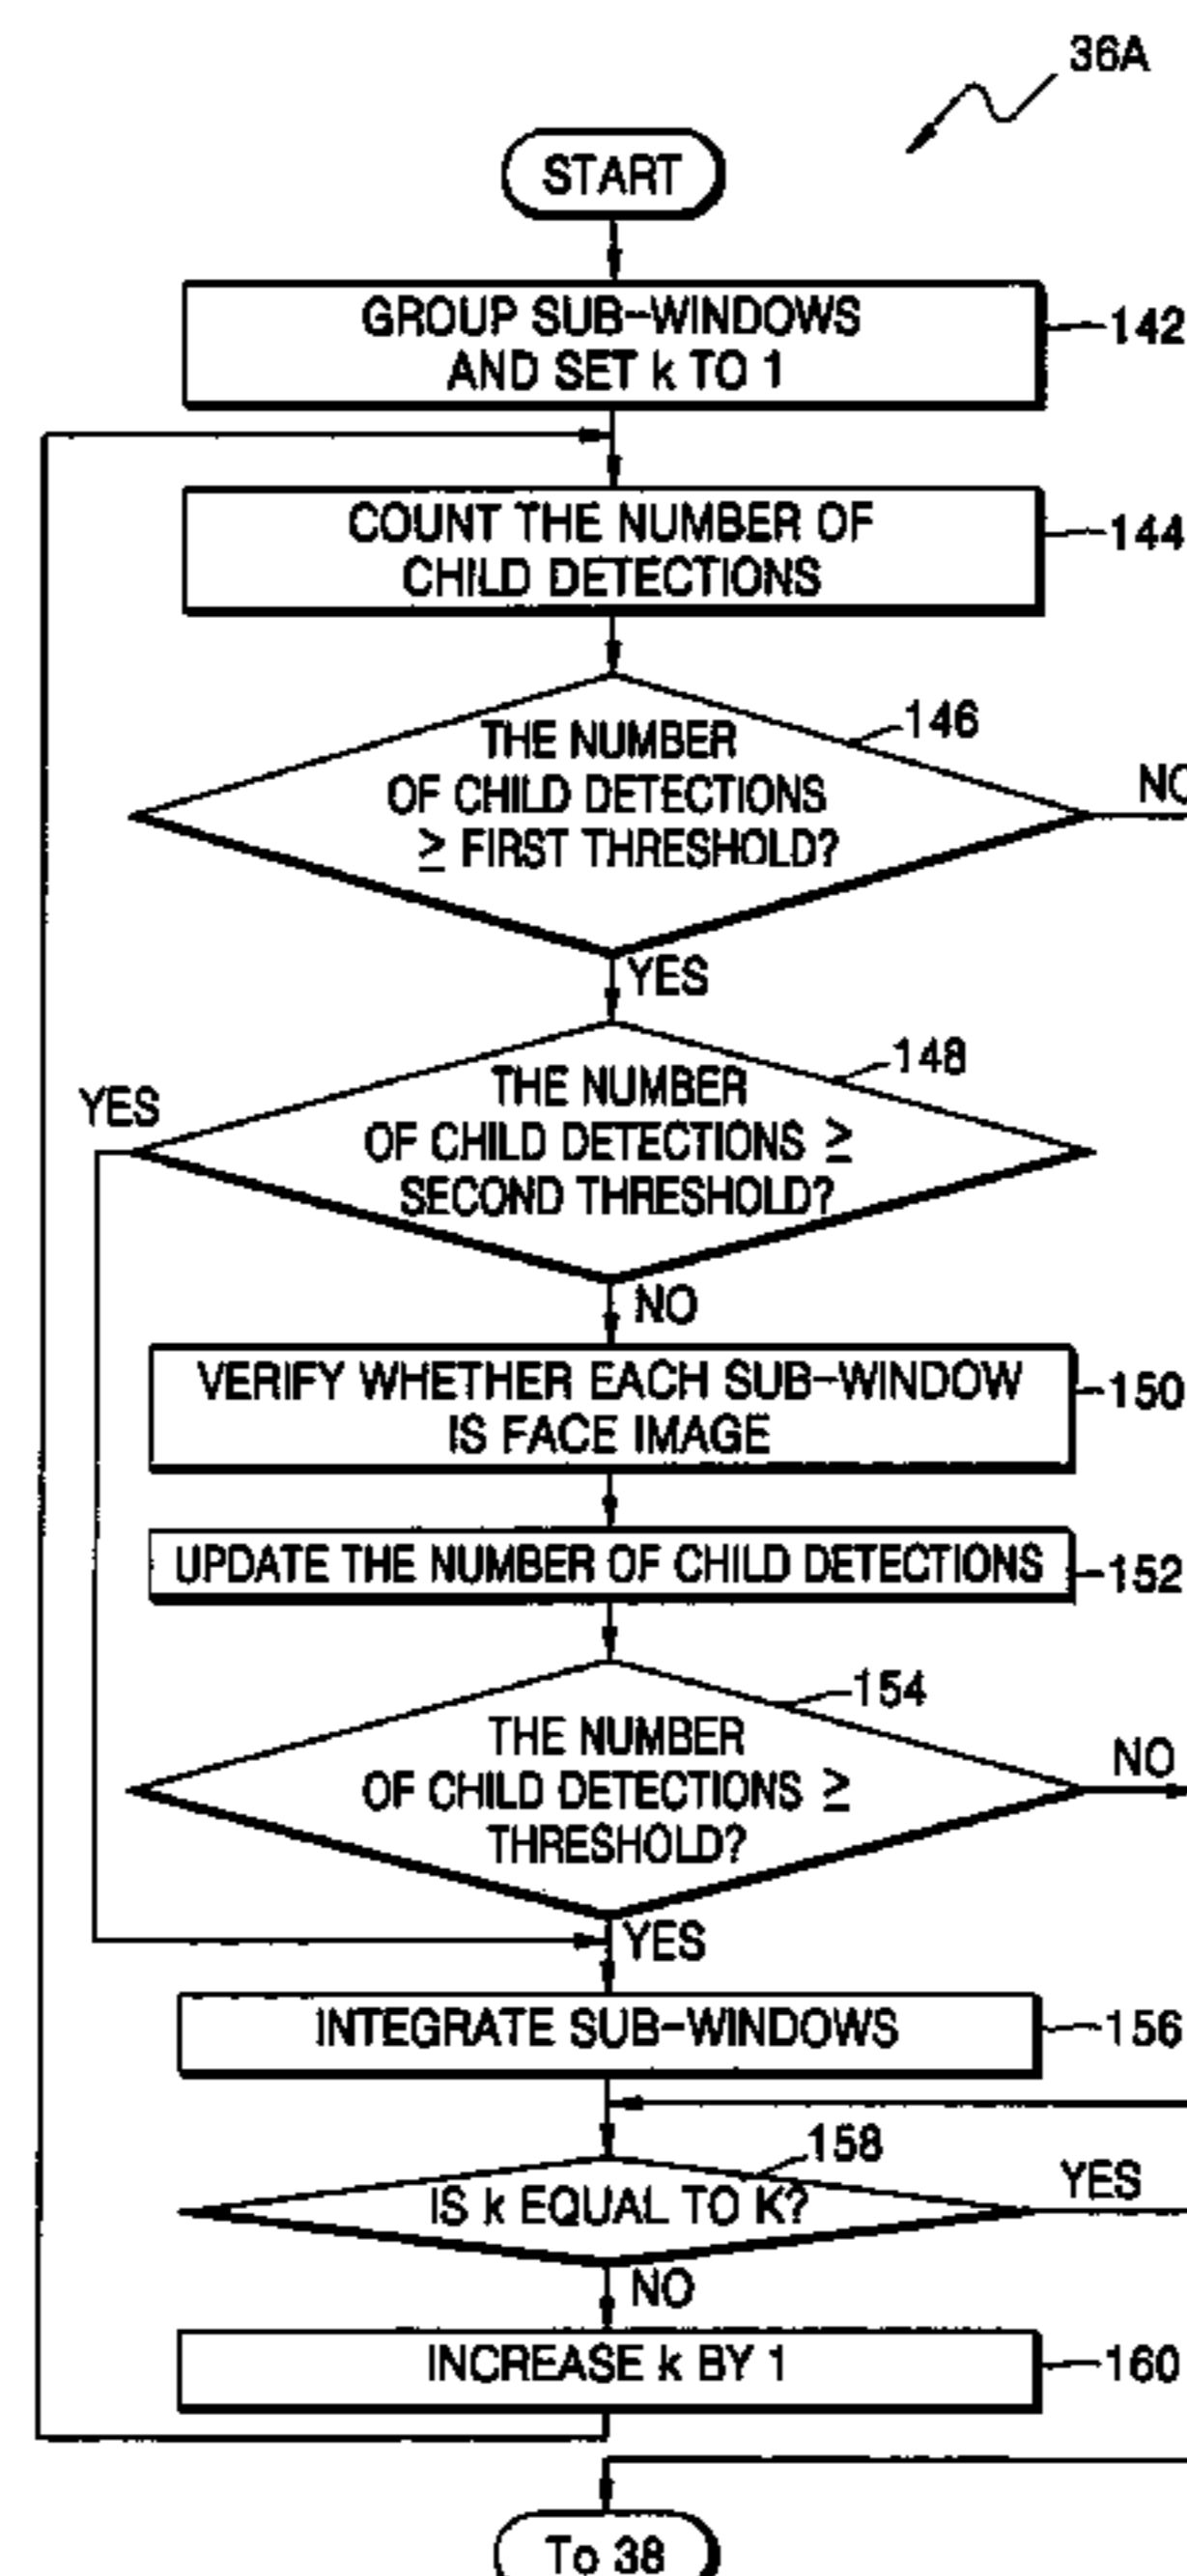 36A
START
GROUP SUB-WINDOWS
AND SET k TO 1
142
COUNT THE NUMBER OF
CHILD DETECTIONS
144
146
THE NUMBER
OF CHILD DETECTIONS
≥ FIRST THRESHOLD?
NO
YES
148
THE NUMBER
OF CHILD DETECTIONS ≥
SECOND THRESHOLD?
YES
NO
VERIFY WHETHER EACH SUB-WINDOW
IS FACE IMAGE
150
UPDATE THE NUMBER OF CHILD DETECTIONS
152
154
THE NUMBER
OF CHILD DETECTIONS ≥
THRESHOLD?
NO
YES
INTEGRATE SUB-WINDOWS
156
158
IS k EQUAL TO K?
YES
NO
INCREASE k BY 1
160
To 38